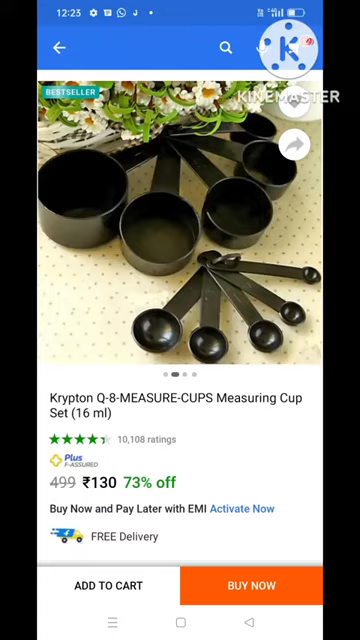 12:23
KINEMASTER
BESTSELLER
Krypton Q-8-MEASURE-CUPS Measuring Cup
Set (16 ml)
10,108 ratings
Plus
F-ASSURED
499 ₹130 73% off
Buy Now and Pay Later with EMI Activate Now
FREE Delivery
ADD TO CART
BUY NOW